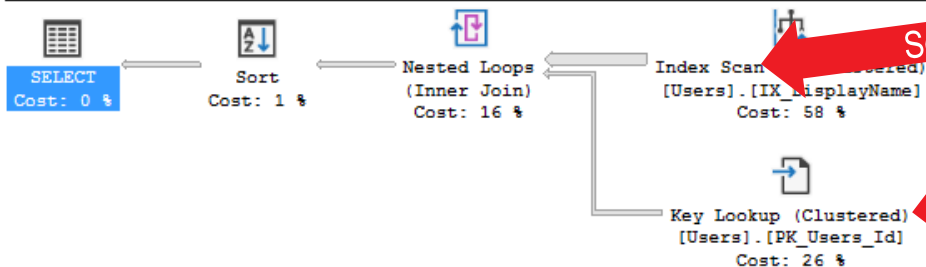 SELECT
Cost: 0 %
Sort
Cost: 1 %
Nested Loops
(Inner Join)
Cost: 16 %
Index Scan
[Users].[IX_DisplayName]
Cost: 58 %
Key Lookup (Clustered)
[Users].[PK_Users_Id]
Cost: 26 %